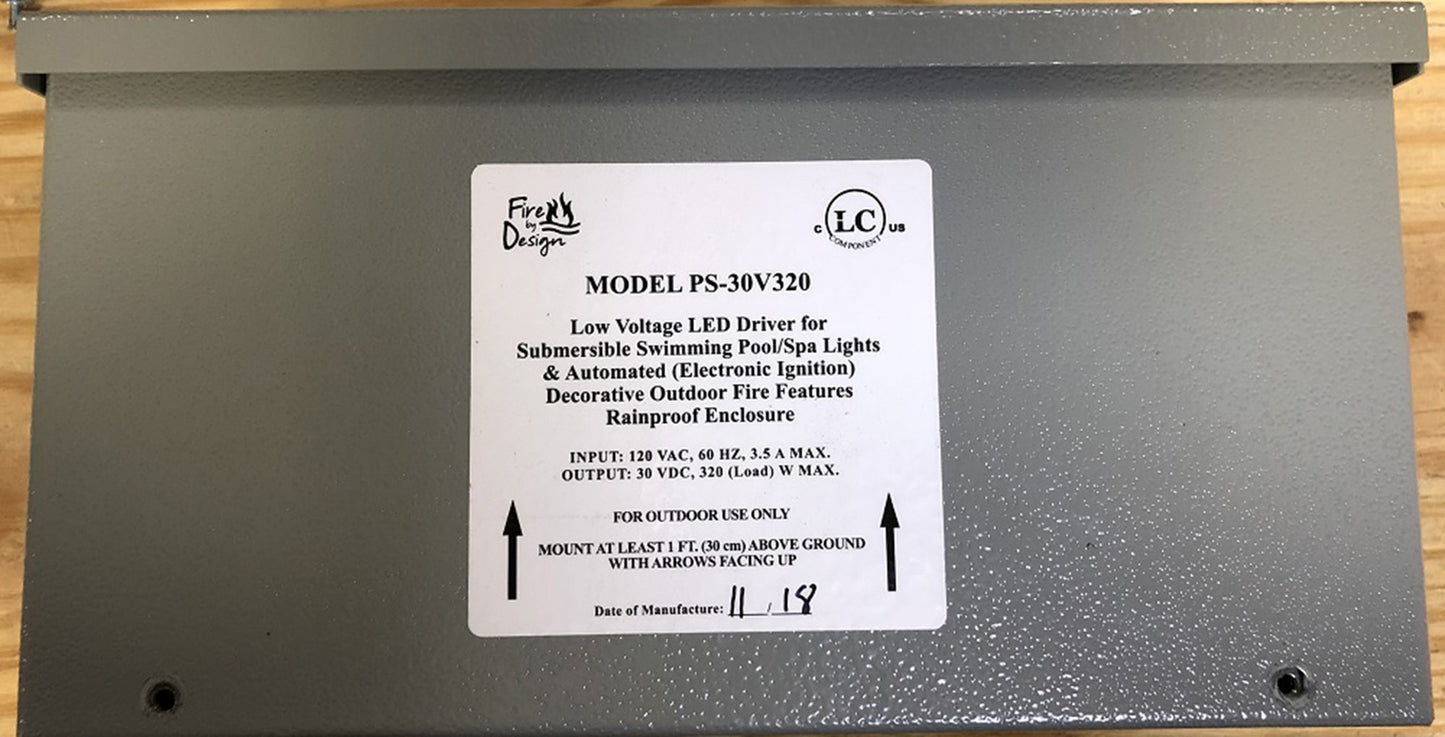 Fire
by
Design
C LC US
COMPONENT
MODEL PS-30V320
Low Voltage LED Driver for
Submersible Swimming Pool/Spa Lights
& Automated (Electronic Ignition)
Decorative Outdoor Fire Features
Rainproof Enclosure
INPUT: 120 VAC, 60 HZ, 3.5 A MAX.
OUTPUT: 30 VDC, 320 (Load) W MAX.
FOR OUTDOOR USE ONLY
MOUNT AT LEAST 1 FT. (30 cm) ABOVE GROUND
WITH ARROWS FACING UP
Date of Manufacture: 11 / 18